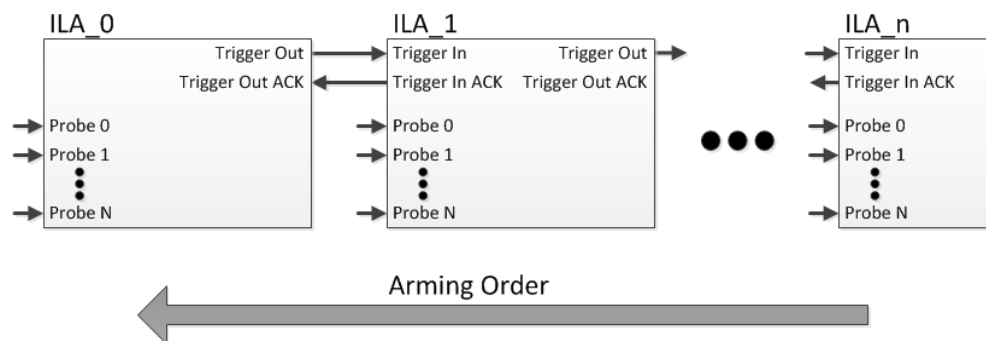 ILA_0
Trigger Out
Trigger Out ACK
Probe 0
Probe 1
Probe N
ILA_1
Trigger In
Trigger Out
Trigger In ACK
Trigger Out ACK
Probe 0
Probe 1
Probe N
ILA_n
Trigger In
Trigger In ACK
Probe 0
Probe 1
Probe N
Arming Order